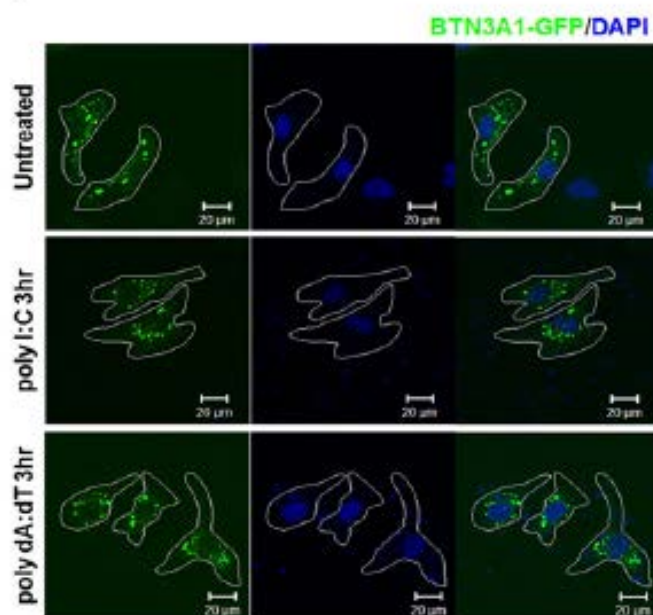 BTN3A1-GFP/DAPI
Untreated
20 µm 20 µm 20 µm
poly I:C 3hr
20 µm 20 µm 20 µm
poly dA:dT 3hr
20 µm 20 µm 20 µm